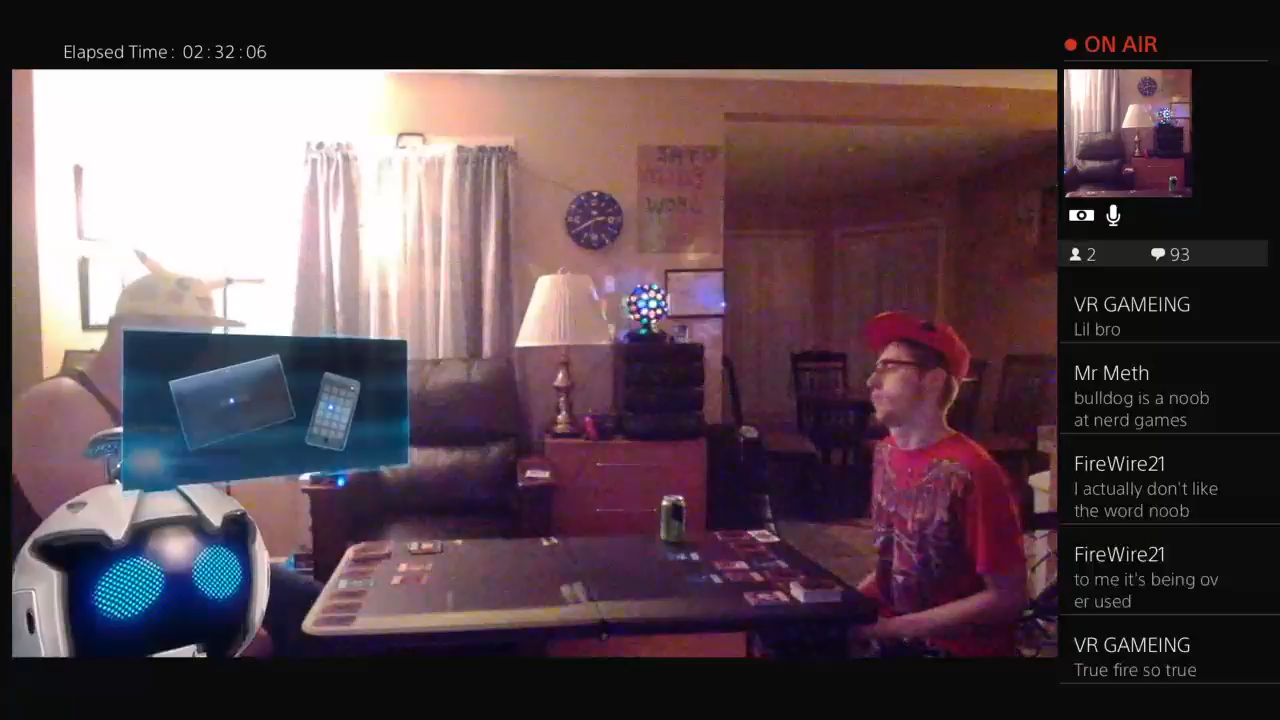 Elapsed Time: 02:32:06
ON AIR
2 93
VR GAMEING
Lil bro
Mr Meth
bulldog is a noob
at nerd games
FireWire21
I actually don't like
the word noob
FireWire21
to me it's being ov
er used
VR GAMEING
True fire so true